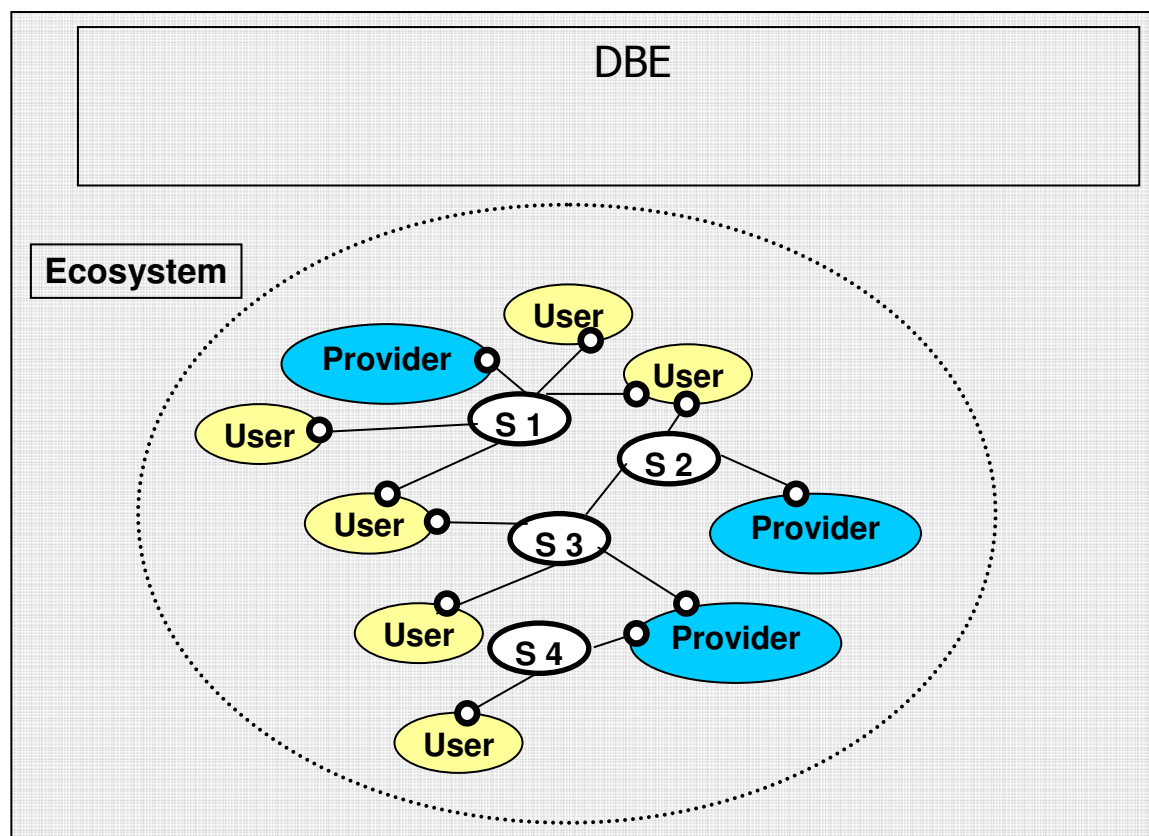 DBE
Ecosystem
User
Provider
User
S 1
User
S 2
User
Provider
S 3
User
Provider
S 4
User